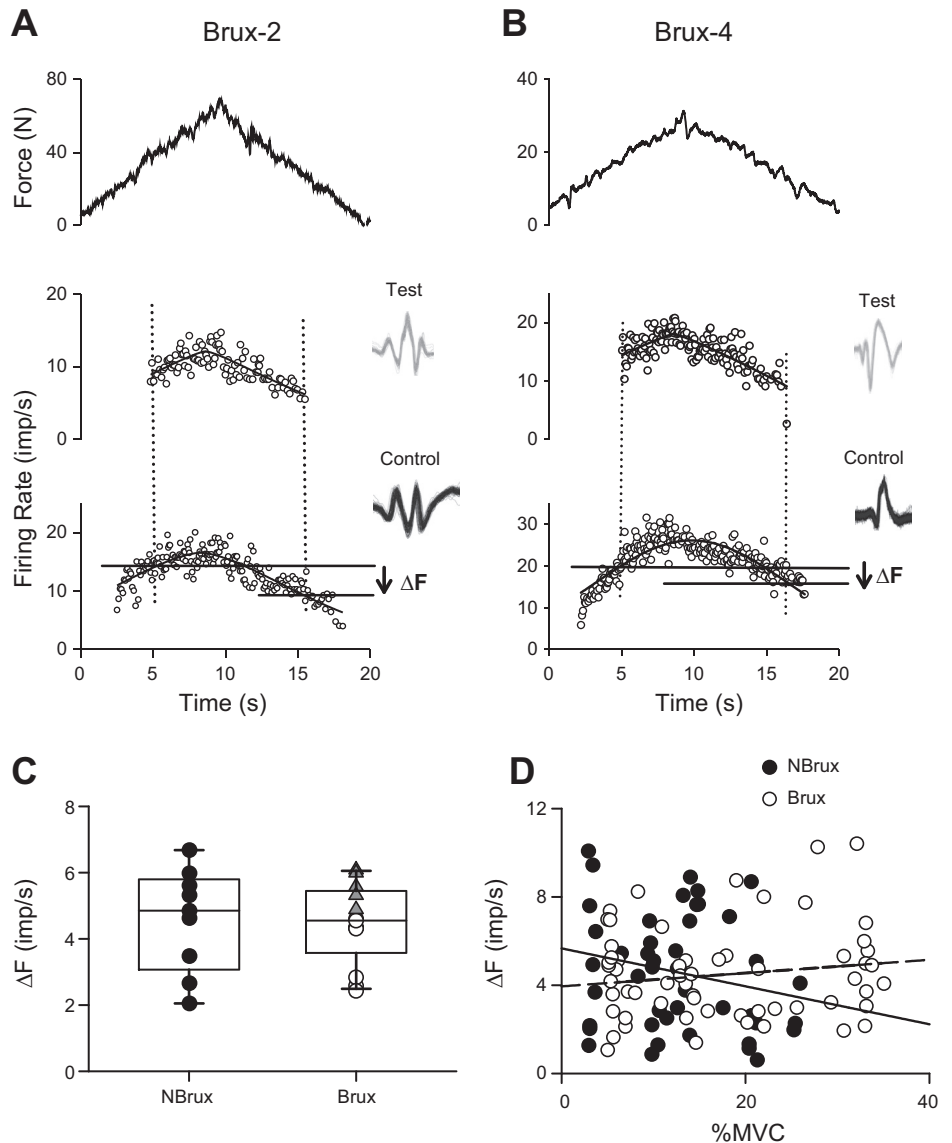 A
Brux-2
B
Brux-4
80
40
0
Force (N)
40
20
0
20
10
0
Test
20
10
0
Test
Firing Rate (imp/s)
Control
20
10
0
ΔF
Control
30
20
10
0
ΔF
0 5 10 15 20
Time (s)
0 5 10 15 20
Time (s)
C
8
6
4
2
0
ΔF (imp/s)
NBrux
Brux
D
NBrux
Brux
12
8
4
0
ΔF (imp/s)
0 20 40
%MVC